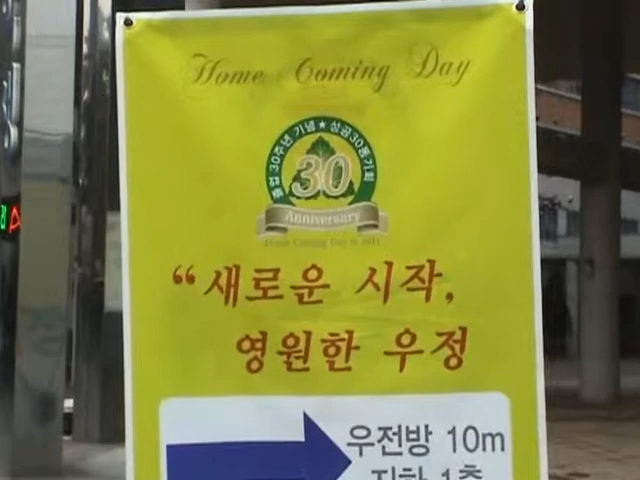 Home Coming Day
졸업 30주년 기념 ★ 성공30동기회
30
Anniversary
Home Coming Day in 2011
“새로운 시작,
영원한 우정
우전방 10m
지하 1층